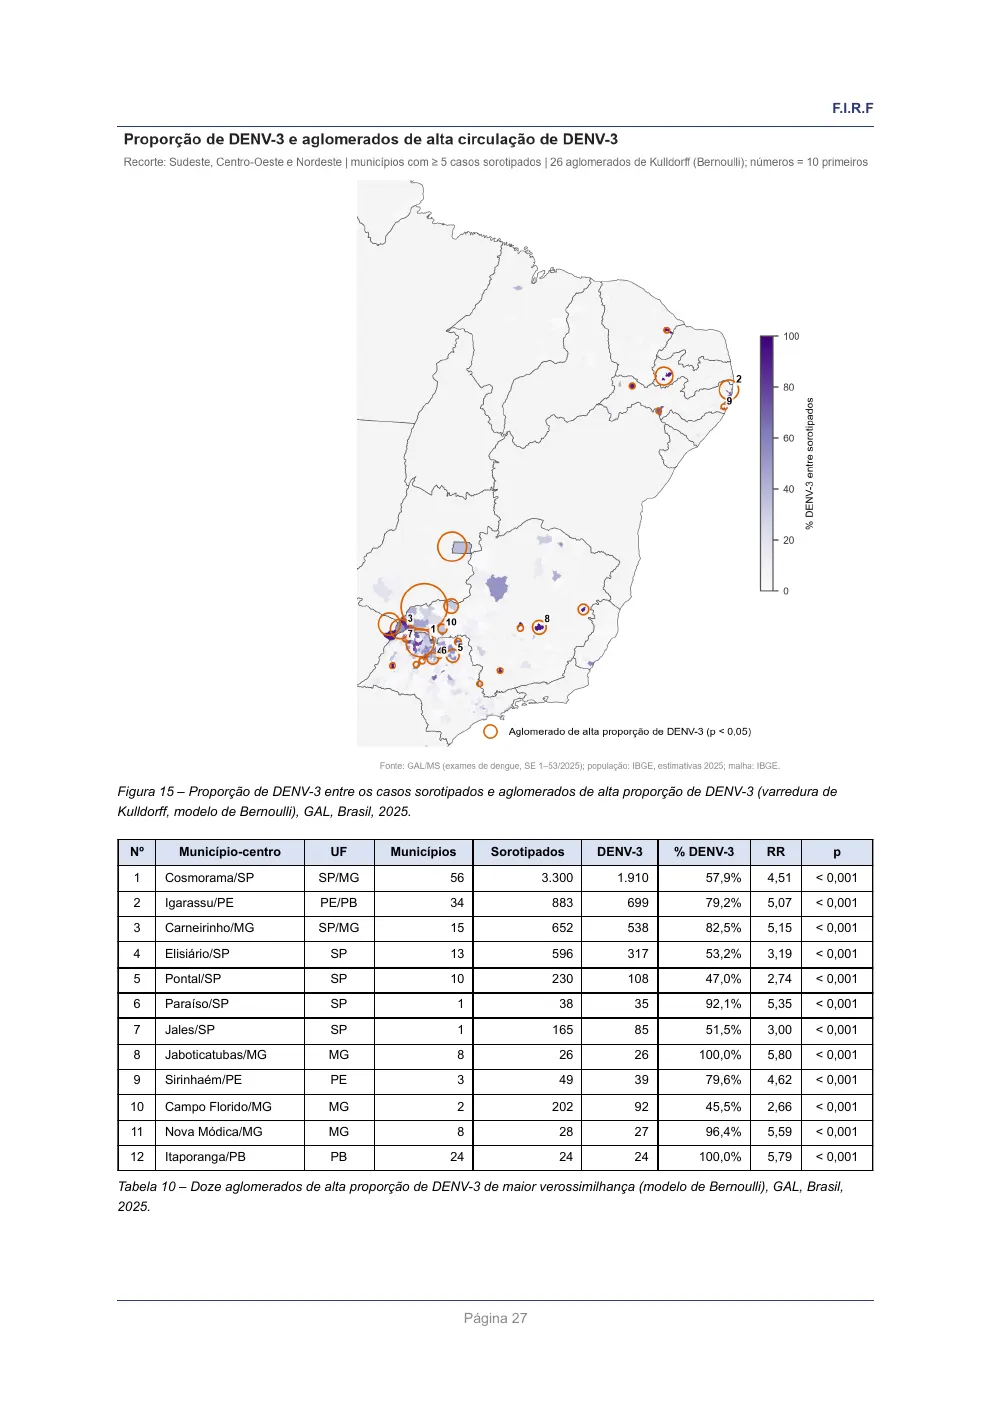 F.I.R.F
Proporção de DENV-3 e aglomerados de alta circulação de DENV-3
Recorte: Sudeste, Centro-Oeste e Nordeste | municípios com ≥ 5 casos sorotipados | 26 aglomerados de Kulldorff (Bernoulli); números = 10 primeiros
100
80
60
40
20
0
% DENV-3 entre sorotipados
2
9
3
10
1
7
8
5
4
6
Aglomerado de alta proporção de DENV-3 (p < 0,05)
Fonte: GAL/MS (exames de dengue, SE 1–53/2025); população: IBGE, estimativas 2025; malha: IBGE.
Figura 15 – Proporção de DENV-3 entre os casos sorotipados e aglomerados de alta proporção de DENV-3 (varredura de
Kulldorff, modelo de Bernoulli), GAL, Brasil, 2025.
Nº Município-centro UF Municípios Sorotipados DENV-3 % DENV-3 RR p
1 Cosmorama/SP SP/MG 56 3.300 1.910 57,9% 4,51 < 0,001
2 Igarassu/PE PE/PB 34 883 699 79,2% 5,07 < 0,001
3 Carneirinho/MG SP/MG 15 652 538 82,5% 5,15 < 0,001
4 Elisiário/SP SP 13 596 317 53,2% 3,19 < 0,001
5 Pontal/SP SP 10 230 108 47,0% 2,74 < 0,001
6 Paraíso/SP SP 1 38 35 92,1% 5,35 < 0,001
7 Jales/SP SP 1 165 85 51,5% 3,00 < 0,001
8 Jaboticatubas/MG MG 8 26 26 100,0% 5,80 < 0,001
9 Sirinhaém/PE PE 3 49 39 79,6% 4,62 < 0,001
10 Campo Florido/MG MG 2 202 92 45,5% 2,66 < 0,001
11 Nova Módica/MG MG 8 28 27 96,4% 5,59 < 0,001
12 Itaporanga/PB PB 24 24 24 100,0% 5,79 < 0,001
Tabela 10 – Doze aglomerados de alta proporção de DENV-3 de maior verossimilhança (modelo de Bernoulli), GAL, Brasil,
2025.
Página 27